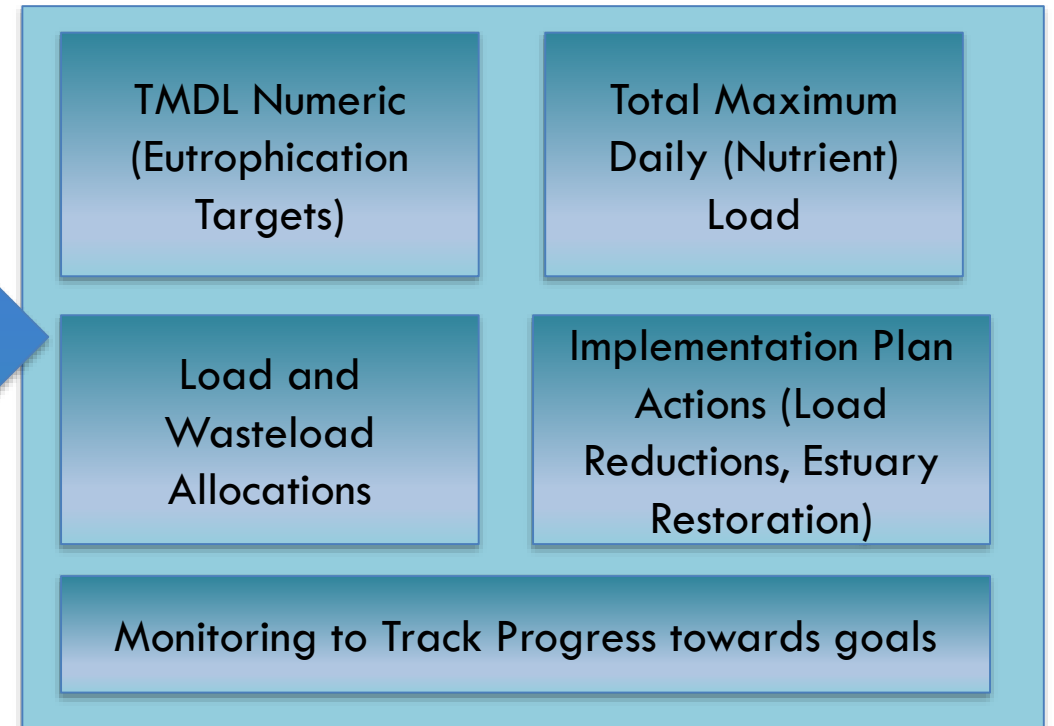 TMDL Numeric
(Eutrophication
Targets)
Total Maximum
Daily (Nutrient)
Load
Load and
Wasteload
Allocations
Implementation Plan
Actions (Load
Reductions, Estuary
Restoration)
Monitoring to Track Progress towards goals